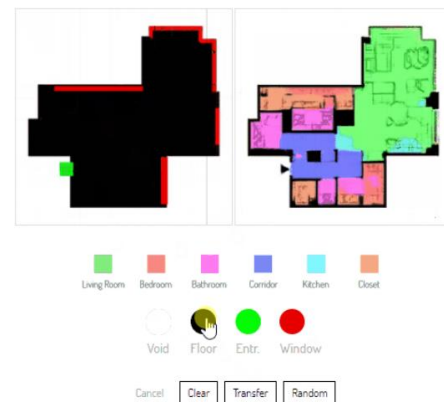 Living Room Bedroom Bathroom Corridor Kitchen Closet
Void Floor Entr. Window
Cancel Clear Transfer Random